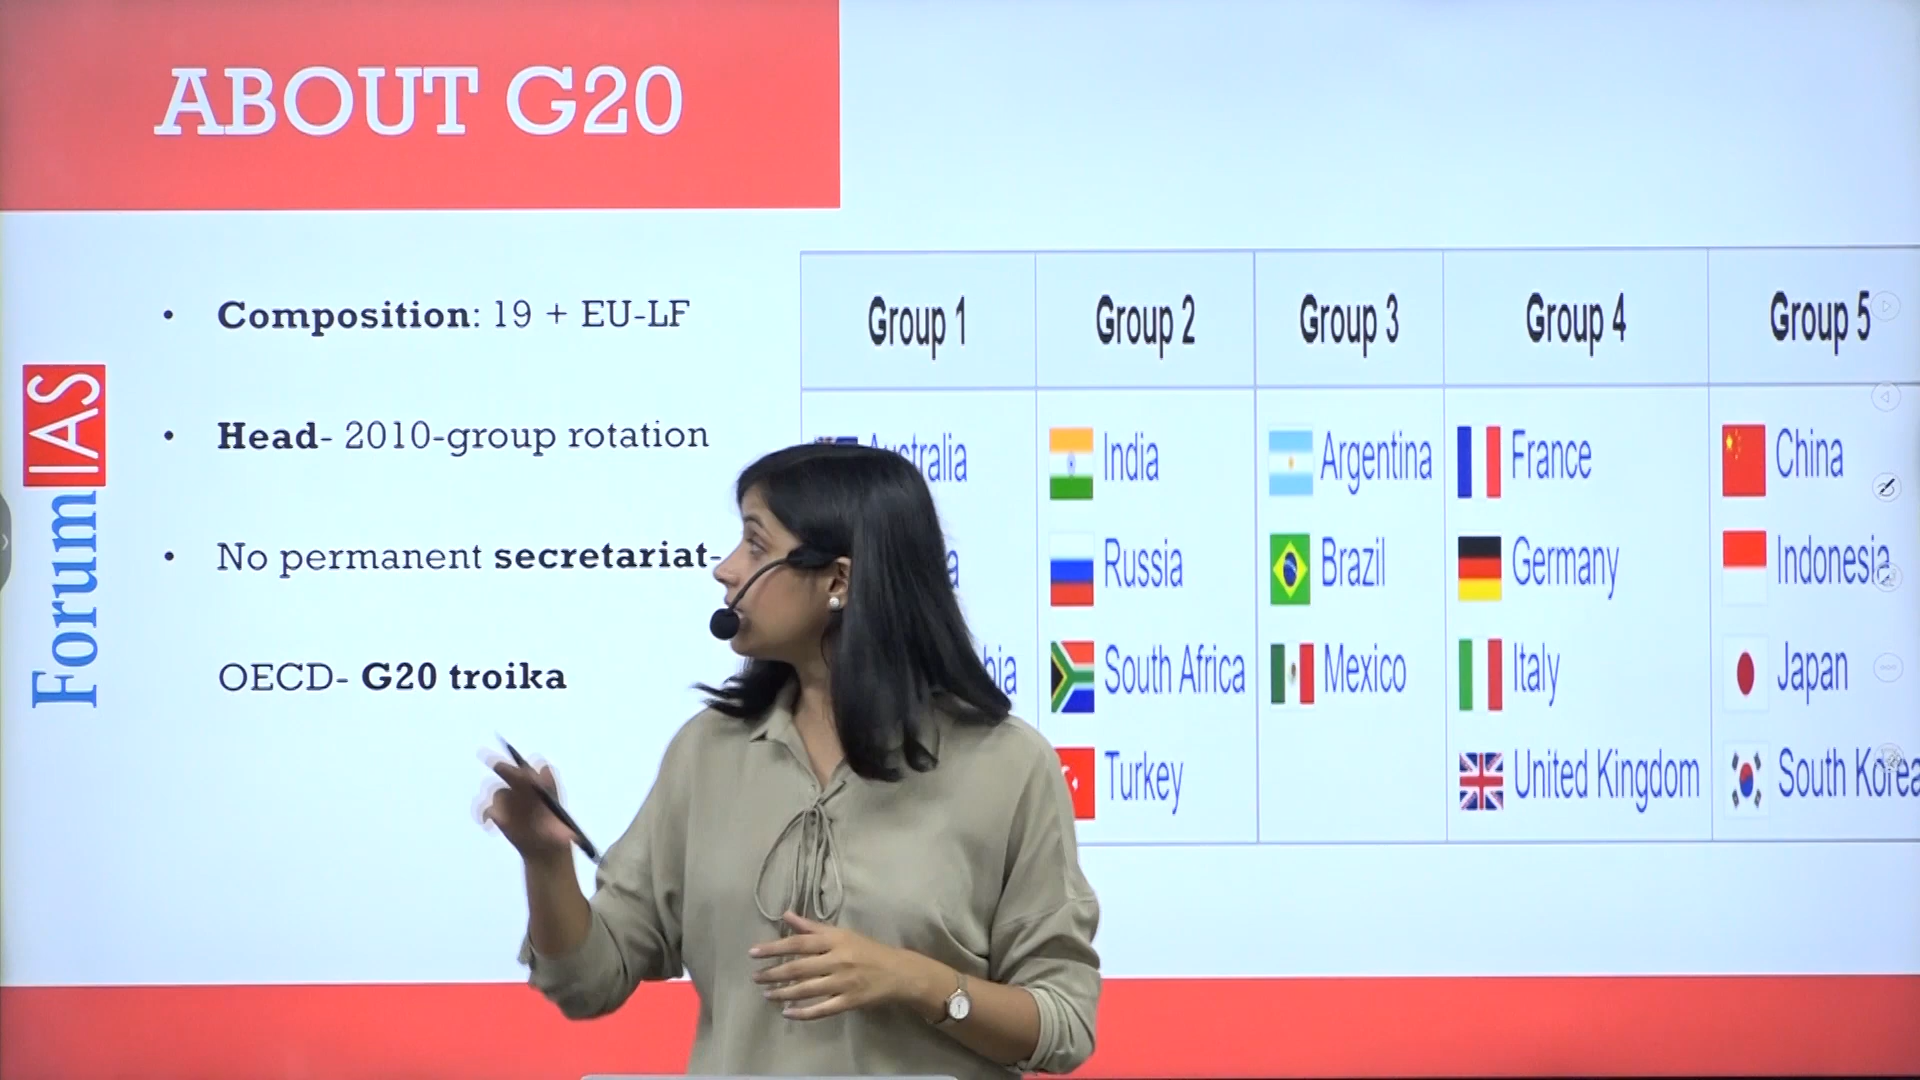 ABOUT G20
Forum|IAS
• Composition: 19 + EU-LF
• Head- 2010-group rotation
• No permanent secretariat-
OECD- G20 troika
Group 1 Group 2 Group 3 Group 4 Group 5
India Argentina France China
Russia Brazil Germany Indonesia
South Africa Mexico Italy Japan
Turkey United Kingdom South Korea